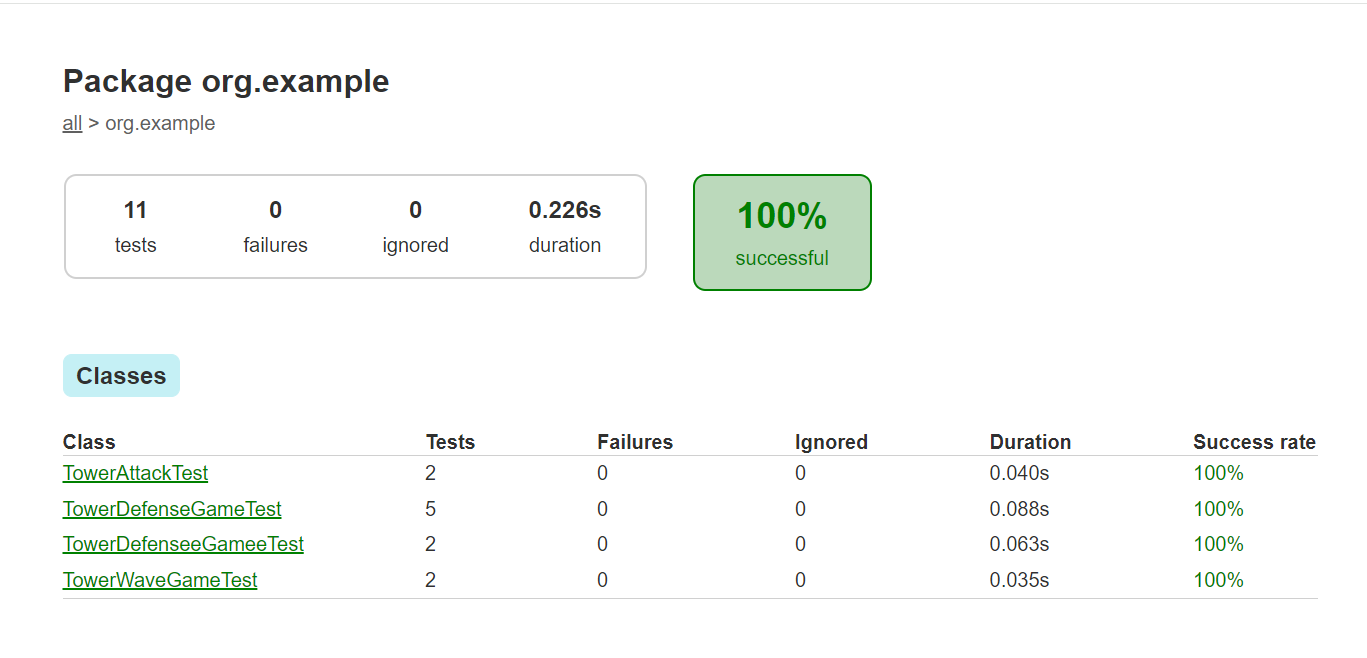 Package org.example
all > org.example
11 0 0 0.226s
tests failures ignored duration
100%
successful
Classes
Class Tests Failures Ignored Duration Success rate
TowerAttackTest 2 0 0 0.040s 100%
TowerDefenseGameTest 5 0 0 0.088s 100%
TowerDefenseeGameeTest 2 0 0 0.063s 100%
TowerWaveGameTest 2 0 0 0.035s 100%